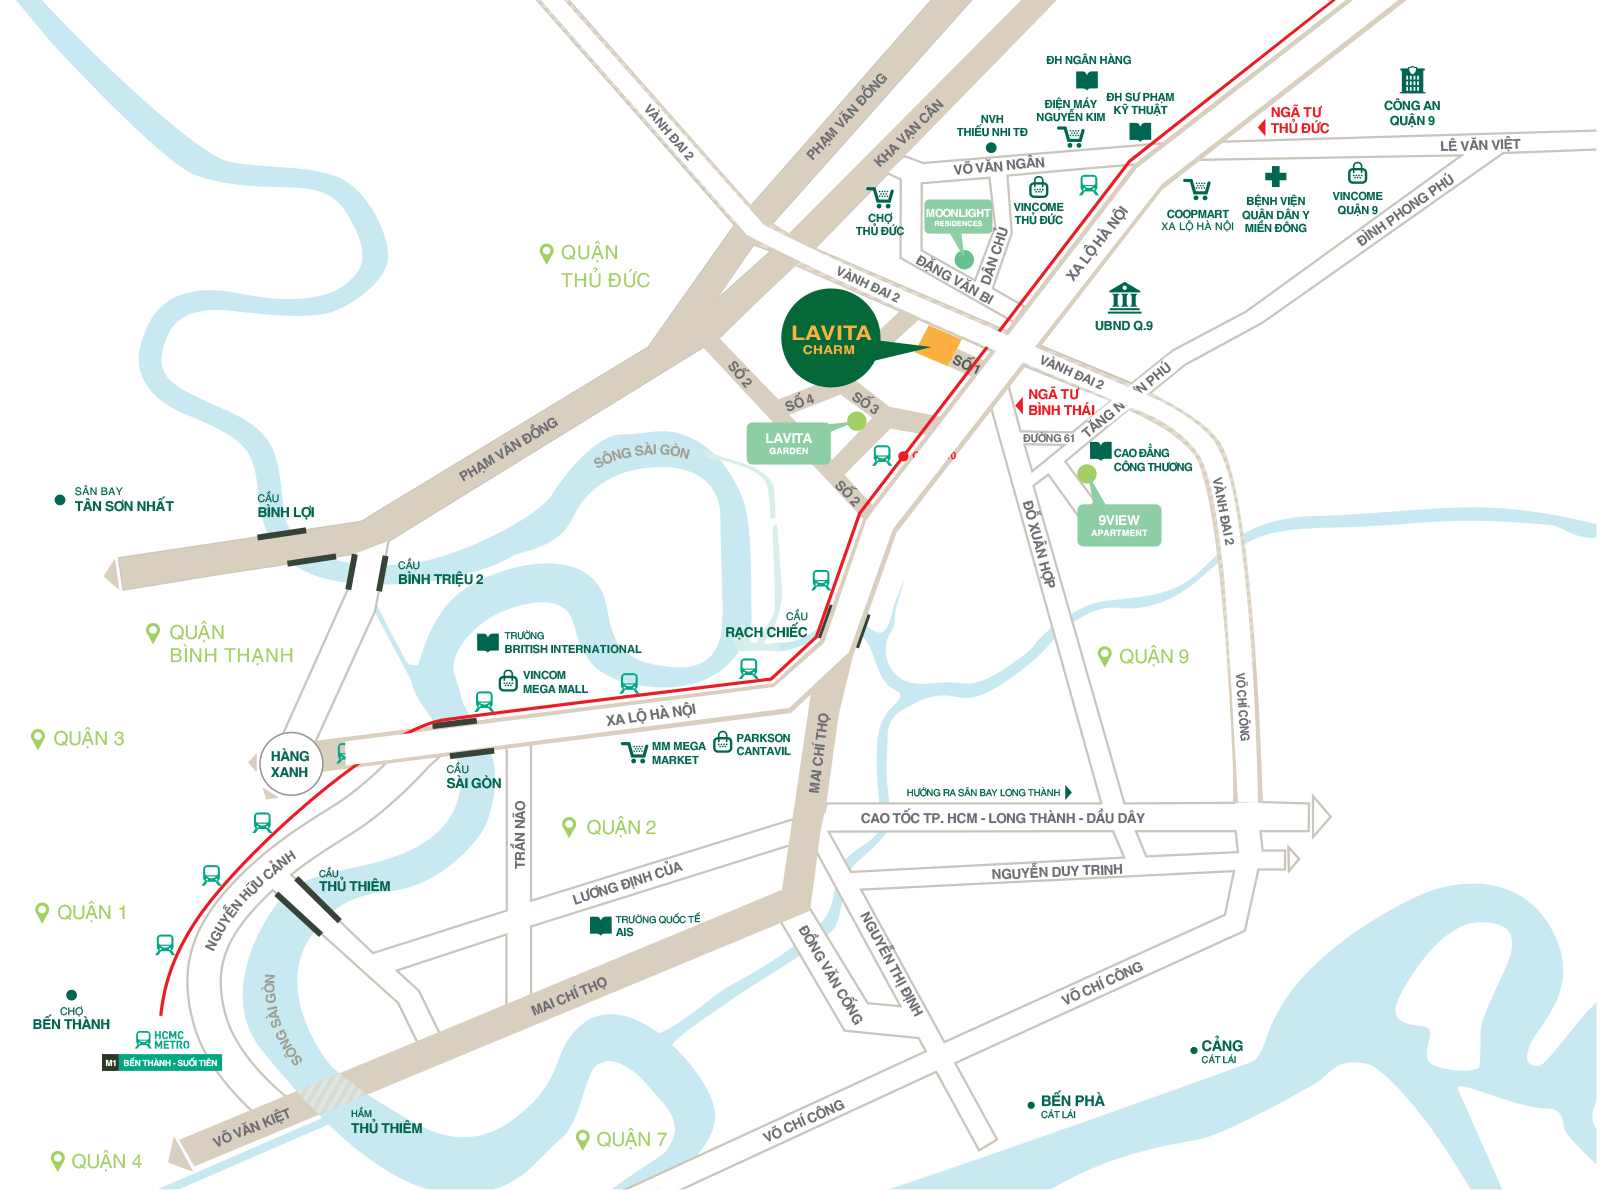 ĐH NGÂN HÀNG
ĐIỆN MÁY
NGUYỄN KIM
ĐH SƯ PHẠM
KỸ THUẬT
NVH
THIẾU NHI TĐ
NGÃ TƯ
THỦ ĐỨC
CÔNG AN
QUẬN 9
LÊ VĂN VIỆT
VÕ VĂN NGÂN
PHẠM VĂN ĐỒNG
KHA VẠN CÂN
VÀNH ĐAI 2
CHỢ
THỦ ĐỨC
MOONLIGHT
RESIDENCES
VINCOME
THỦ ĐỨC
COOPMART
XA LỘ HÀ NỘI
BỆNH VIỆN
QUÂN DÂN Y
MIỀN ĐÔNG
VINCOME
QUẬN 9
ĐÌNH PHONG PHÚ
XA LỘ HÀ NỘI
DÂN CHỦ
ĐẶNG VĂN BI
VÀNH ĐAI 2
QUẬN
THỦ ĐỨC
UBND Q.9
LAVITA
CHARM
SỐ 1
SỐ 2
SỐ 4
SỐ 3
VÀNH ĐAI 2
NGÃ TƯ
BÌNH THÁI
ĐƯỜNG 61
LAVITA
GARDEN
CAO ĐẲNG
CÔNG THƯƠNG
SỐ 2
PHẠM VĂN ĐỒNG
SÔNG SÀI GÒN
SÂN BAY
TÂN SƠN NHẤT
CẦU
BÌNH LỢI
CẦU
BÌNH TRIỆU 2
9VIEW
APARTMENT
ĐỖ XUÂN HỢP
VÀNH ĐAI 2
QUẬN
BÌNH THẠNH
TRƯỜNG
BRITISH INTERNATIONAL
CẦU
RẠCH CHIẾC
VINCOM
MEGA MALL
QUẬN 9
VÕ CHÍ CÔNG
QUẬN 3
HÀNG
XANH
XA LỘ HÀ NỘI
MM MEGA
MARKET
PARKSON
CANTAVIL
MAI CHÍ THỌ
CẦU
SÀI GÒN
HƯỚNG RA SÂN BAY LONG THÀNH
CAO TỐC TP. HCM - LONG THÀNH - DẦU DÂY
QUẬN 2
TRẦN NÃO
NGUYỄN DUY TRINH
LƯƠNG ĐỊNH CỦA
CẦU
THỦ THIÊM
NGUYỄN HỮU CẢNH
QUẬN 1
TRƯỜNG QUỐC TẾ
AIS
ĐỒNG VĂN CỐNG
NGUYỄN THỊ ĐỊNH
VÕ CHÍ CÔNG
MAI CHÍ THỌ
SÔNG SÀI GÒN
CHỢ
BẾN THÀNH
HCMC
METRO
M1 BẾN THÀNH - SUỐI TIÊN
CẢNG
CÁT LÁI
BẾN PHÀ
CÁT LÁI
VÕ VĂN KIỆT
HẦM
THỦ THIÊM
VÕ CHÍ CÔNG
QUẬN 7
QUẬN 4